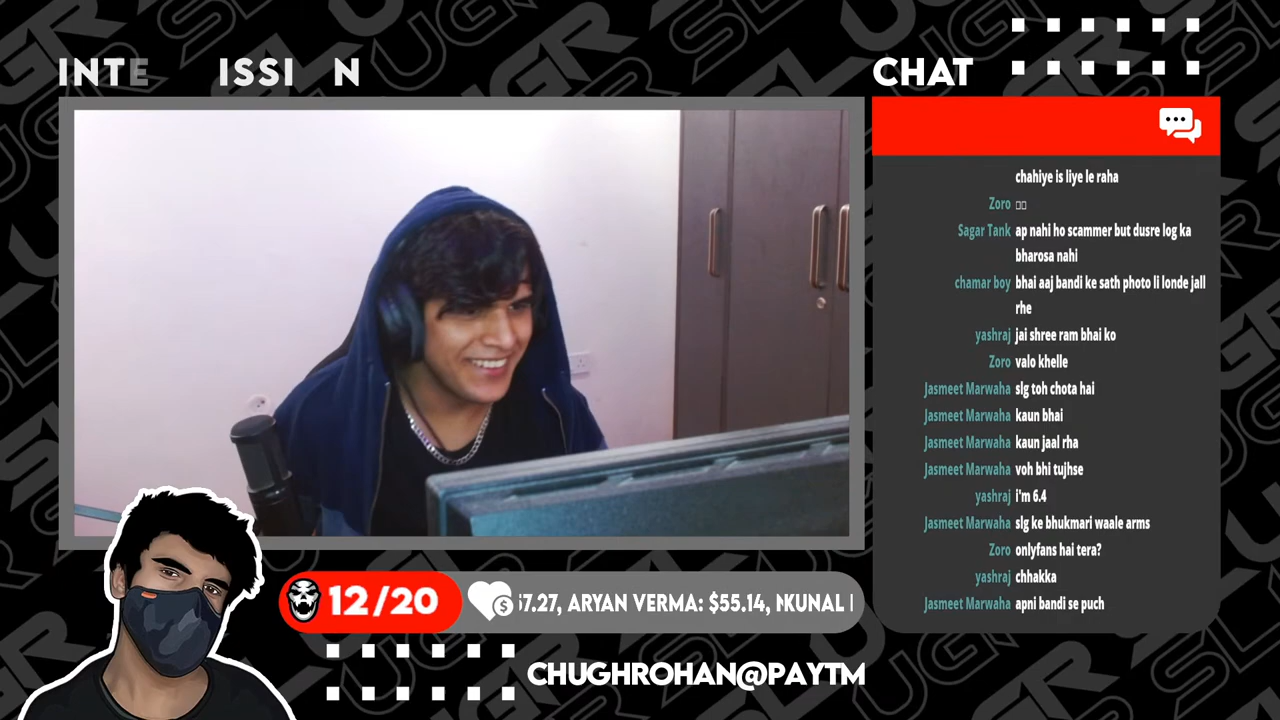 INTE ISSI N
CHAT
chahiye is liye le raha
Zoro
Sagar Tank ap nahi ho scammer but dusre log ka
bharosa nahi
chamar boy bhai aaj bandi ke sath photo li londe jall
rhe
yashraj jai shree ram bhai ko
Zoro valo khelle
Jasmeet Marwaha slg toh chota hai
Jasmeet Marwaha kaun bhai
Jasmeet Marwaha kaun jaal rha
Jasmeet Marwaha voh bhi tujhse
yashraj i'm 6.4
Jasmeet Marwaha slg ke bhukmari waale arms
Zoro onlyfans hai tera?
yashraj chhakka
Jasmeet Marwaha apni bandi se puch
12/20
57.27, ARYAN VERMA: $55.14, NKUNAL
CHUGHROHAN@PAYTM